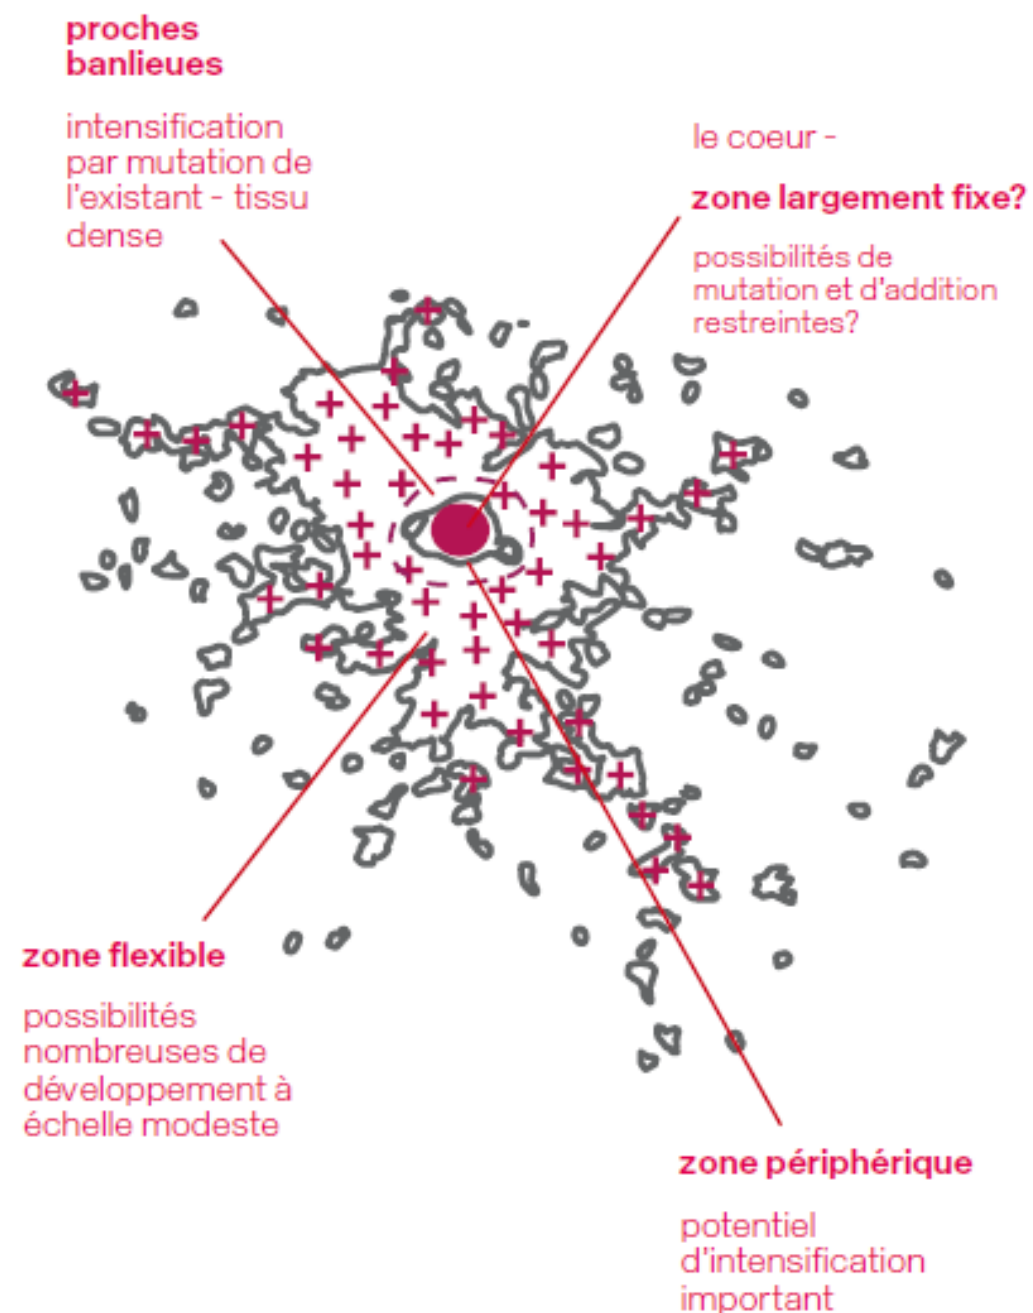 proches
banlieues
intensification
par mutation de
l'existant - tissu
dense
le coeur -
zone largement fixe?
possibilités de
mutation et d'addition
restreintes?
zone flexible
possibilités
nombreuses de
développement à
échelle modeste
zone périphérique
potentiel
d'intensification
important